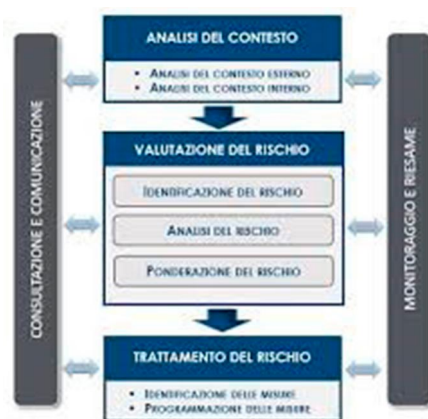 CONSULTAZIONE E COMUNICAZIONE
ANALISI DEL CONTESTO
• ANALISI DEL CONTESTO ESTERNO
• ANALISI DEL CONTESTO INTERNO
VALUTAZIONE DEL RISCHIO
IDENTIFICAZIONE DEL RISCHIO
ANALISI DEL RISCHIO
PONDERAZIONE DEL RISCHIO
TRATTAMENTO DEL RISCHIO
• IDENTIFICAZIONE DELLE MISURE
• PROGRAMMAZIONE DELLE MISURE
MONITORAGGIO E RIESAME